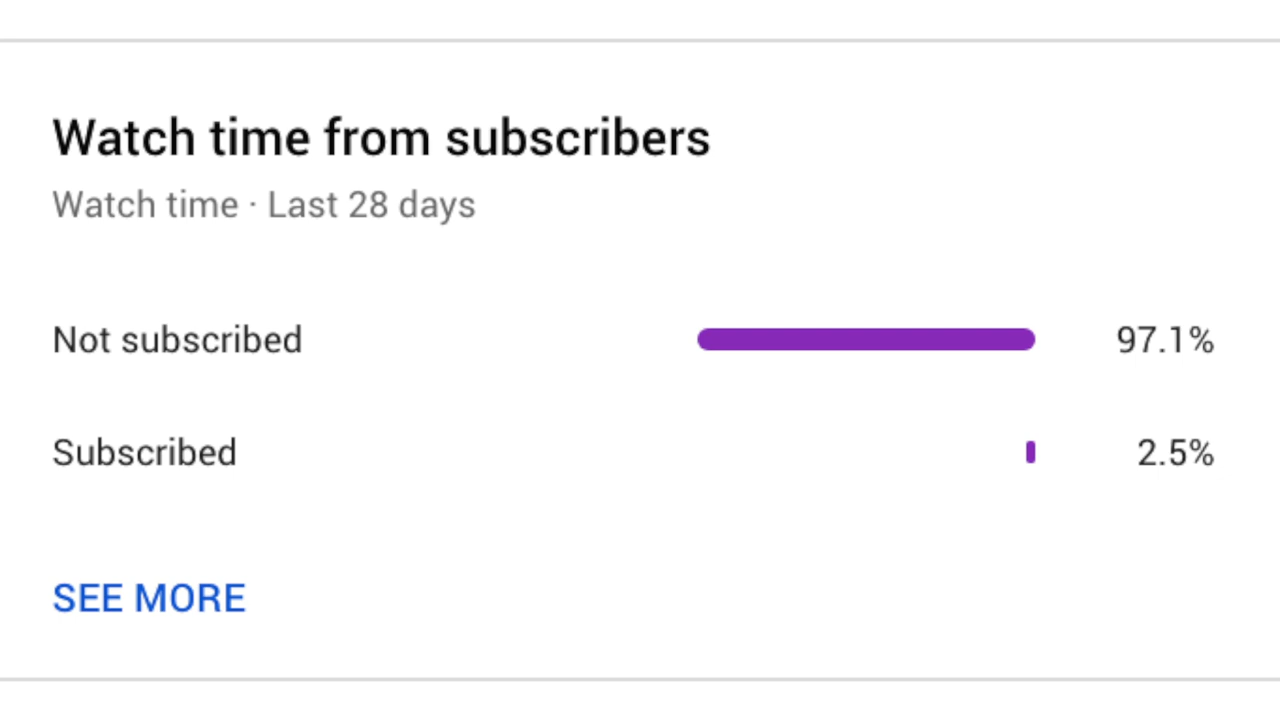 Watch time from subscribers
Watch time · Last 28 days
Not subscribed 97.1%
Subscribed 2.5%
SEE MORE